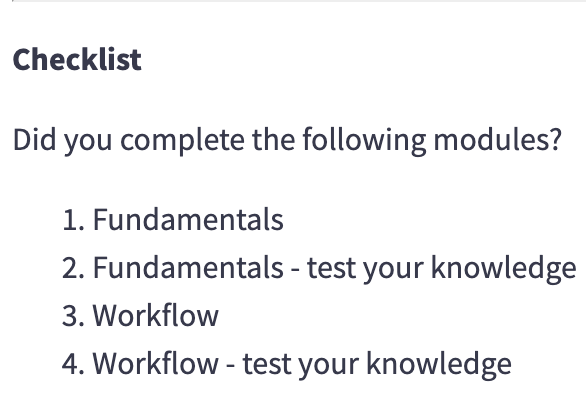 Checklist
Did you complete the following modules?
1. Fundamentals
2. Fundamentals - test your knowledge
3. Workflow
4. Workflow - test your knowledge